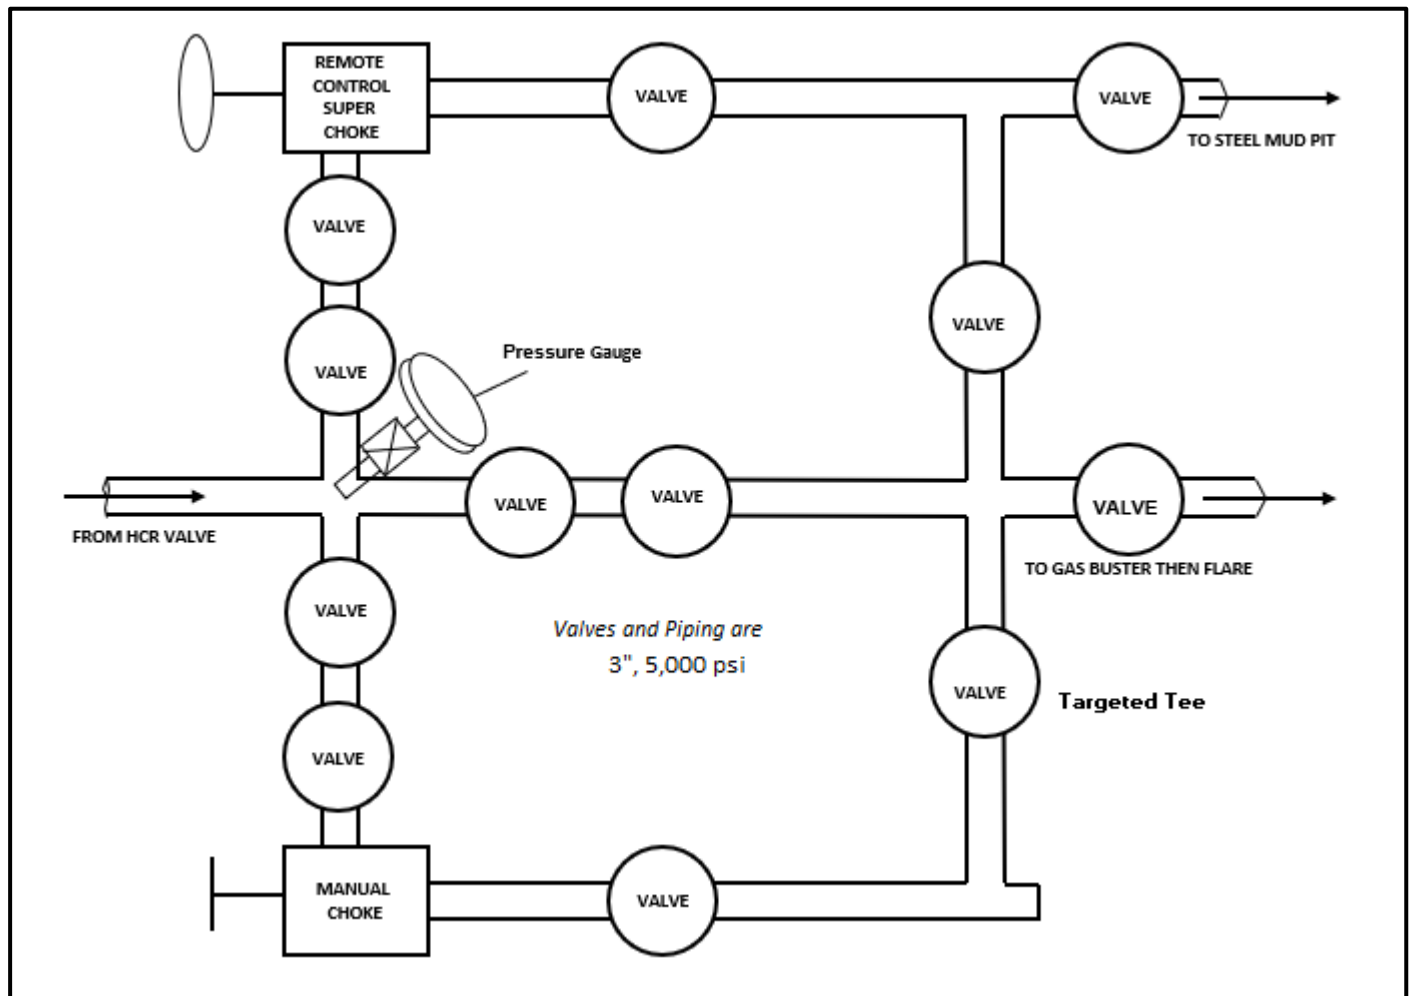 REMOTE
CONTROL
SUPER
CHOKE
VALVE
VALVE
TO STEEL MUD PIT
VALVE
VALVE
Pressure Gauge
VALVE
FROM HCR VALVE
VALVE
VALVE
VALVE
TO GAS BUSTER THEN FLARE
VALVE
Valves and Piping are
3", 5,000 psi
VALVE
Targeted Tee
VALVE
MANUAL
CHOKE
VALVE